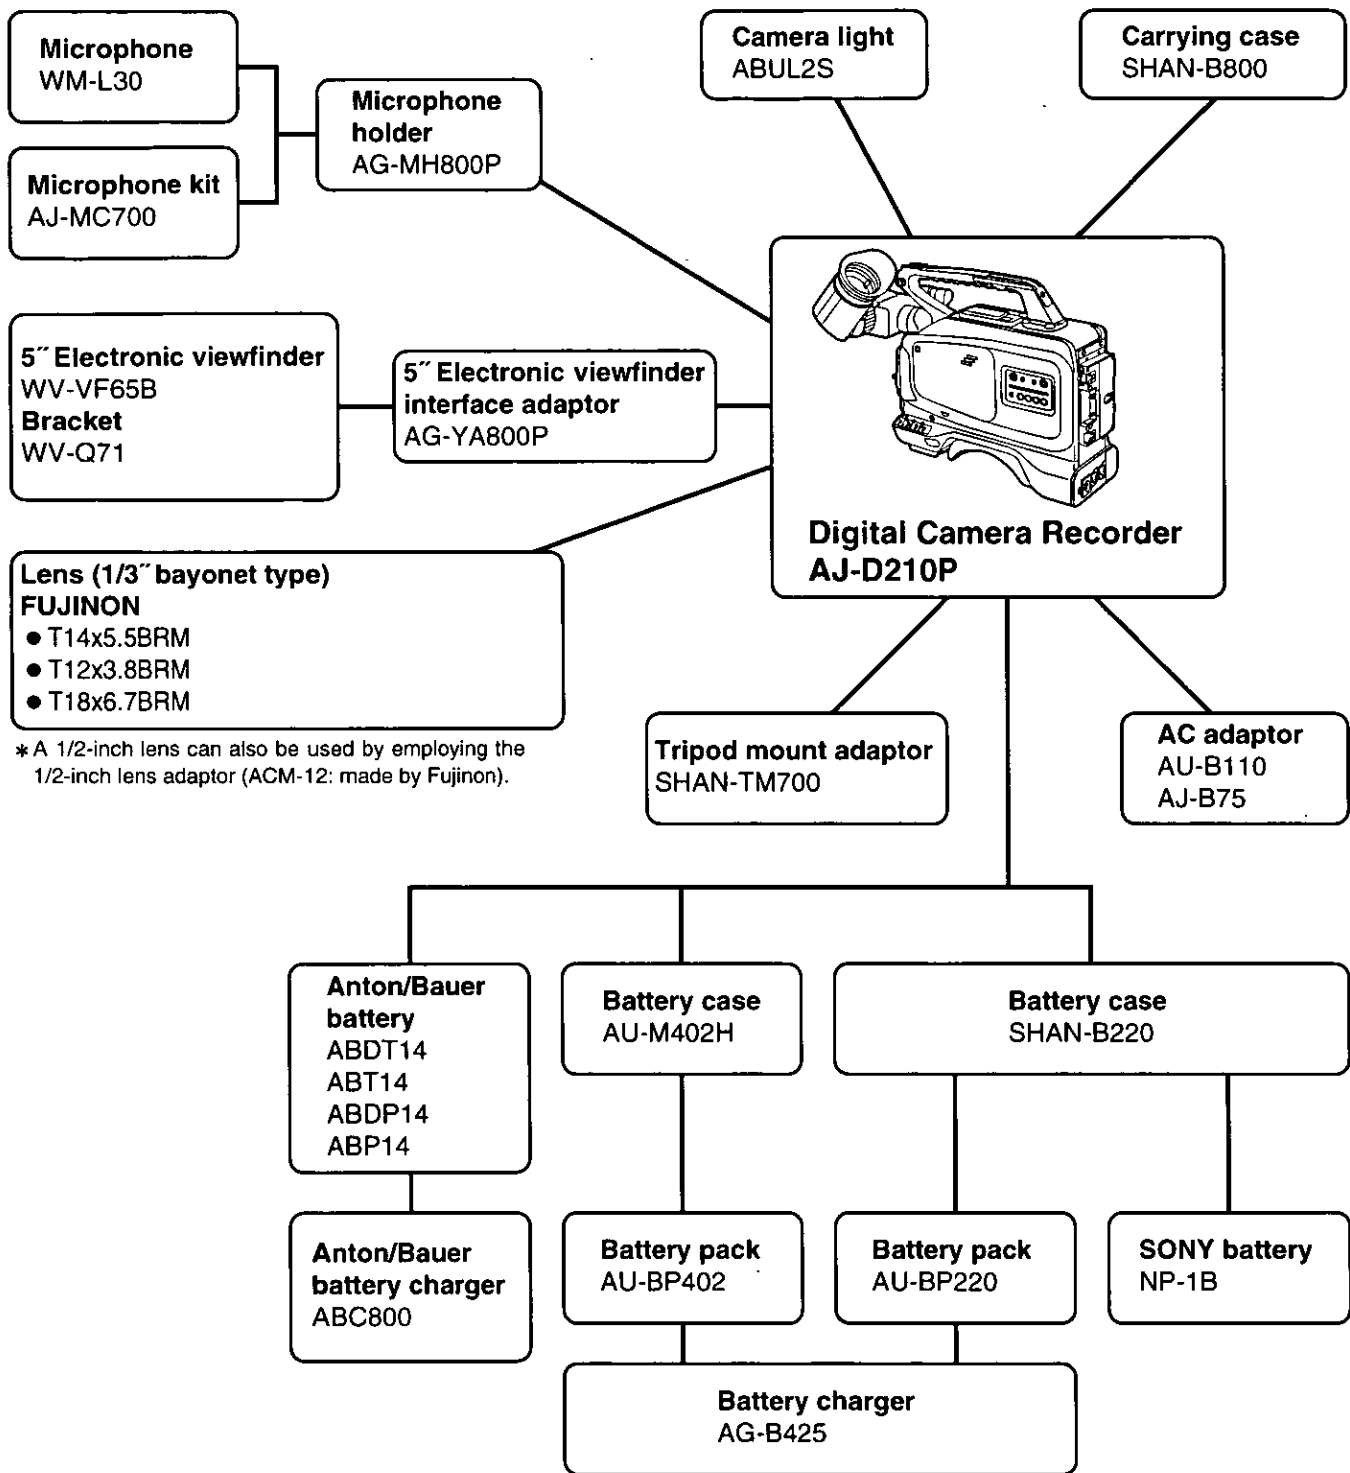 Microphone
WM-L30
Microphone kit
AJ-MC700
Microphone
holder
AG-MH800P
Camera light
ABUL2S
Carrying case
SHAN-B800
5″ Electronic viewfinder
WV-VF65B
Bracket
WV-Q71
5″ Electronic viewfinder
interface adaptor
AG-YA800P
Digital Camera Recorder
AJ-D210P
Lens (1/3″ bayonet type)
FUJINON
● T14x5.5BRM
● T12x3.8BRM
● T18x6.7BRM
* A 1/2-inch lens can also be used by employing the
1/2-inch lens adaptor (ACM-12: made by Fujinon).
Tripod mount adaptor
SHAN-TM700
AC adaptor
AU-B110
AJ-B75
Anton/Bauer
battery
ABDT14
ABT14
ABDP14
ABP14
Battery case
AU-M402H
Battery case
SHAN-B220
Anton/Bauer
battery charger
ABC800
Battery pack
AU-BP402
Battery pack
AU-BP220
SONY battery
NP-1B
Battery charger
AG-B425